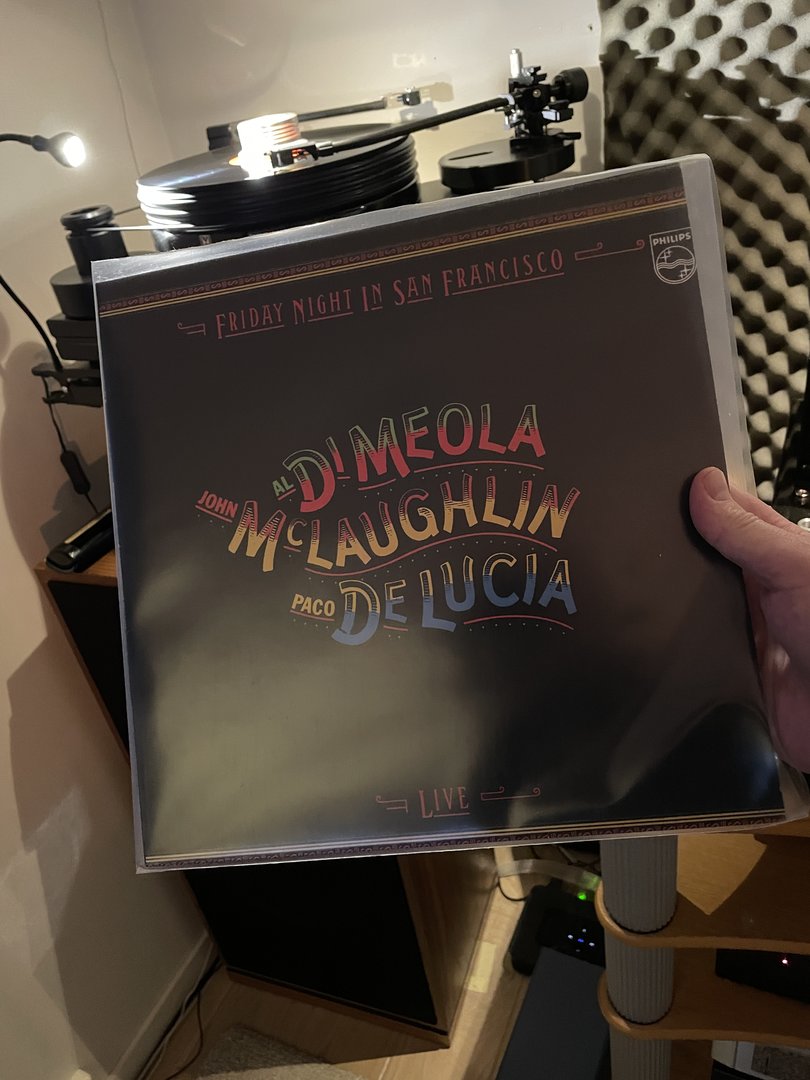 FRIDAY NIGHT IN SAN FRANCISCO
PHILIPS
AL DI MEOLA
JOHN McLAUGHLIN
PACO DE LUCIA
LIVE